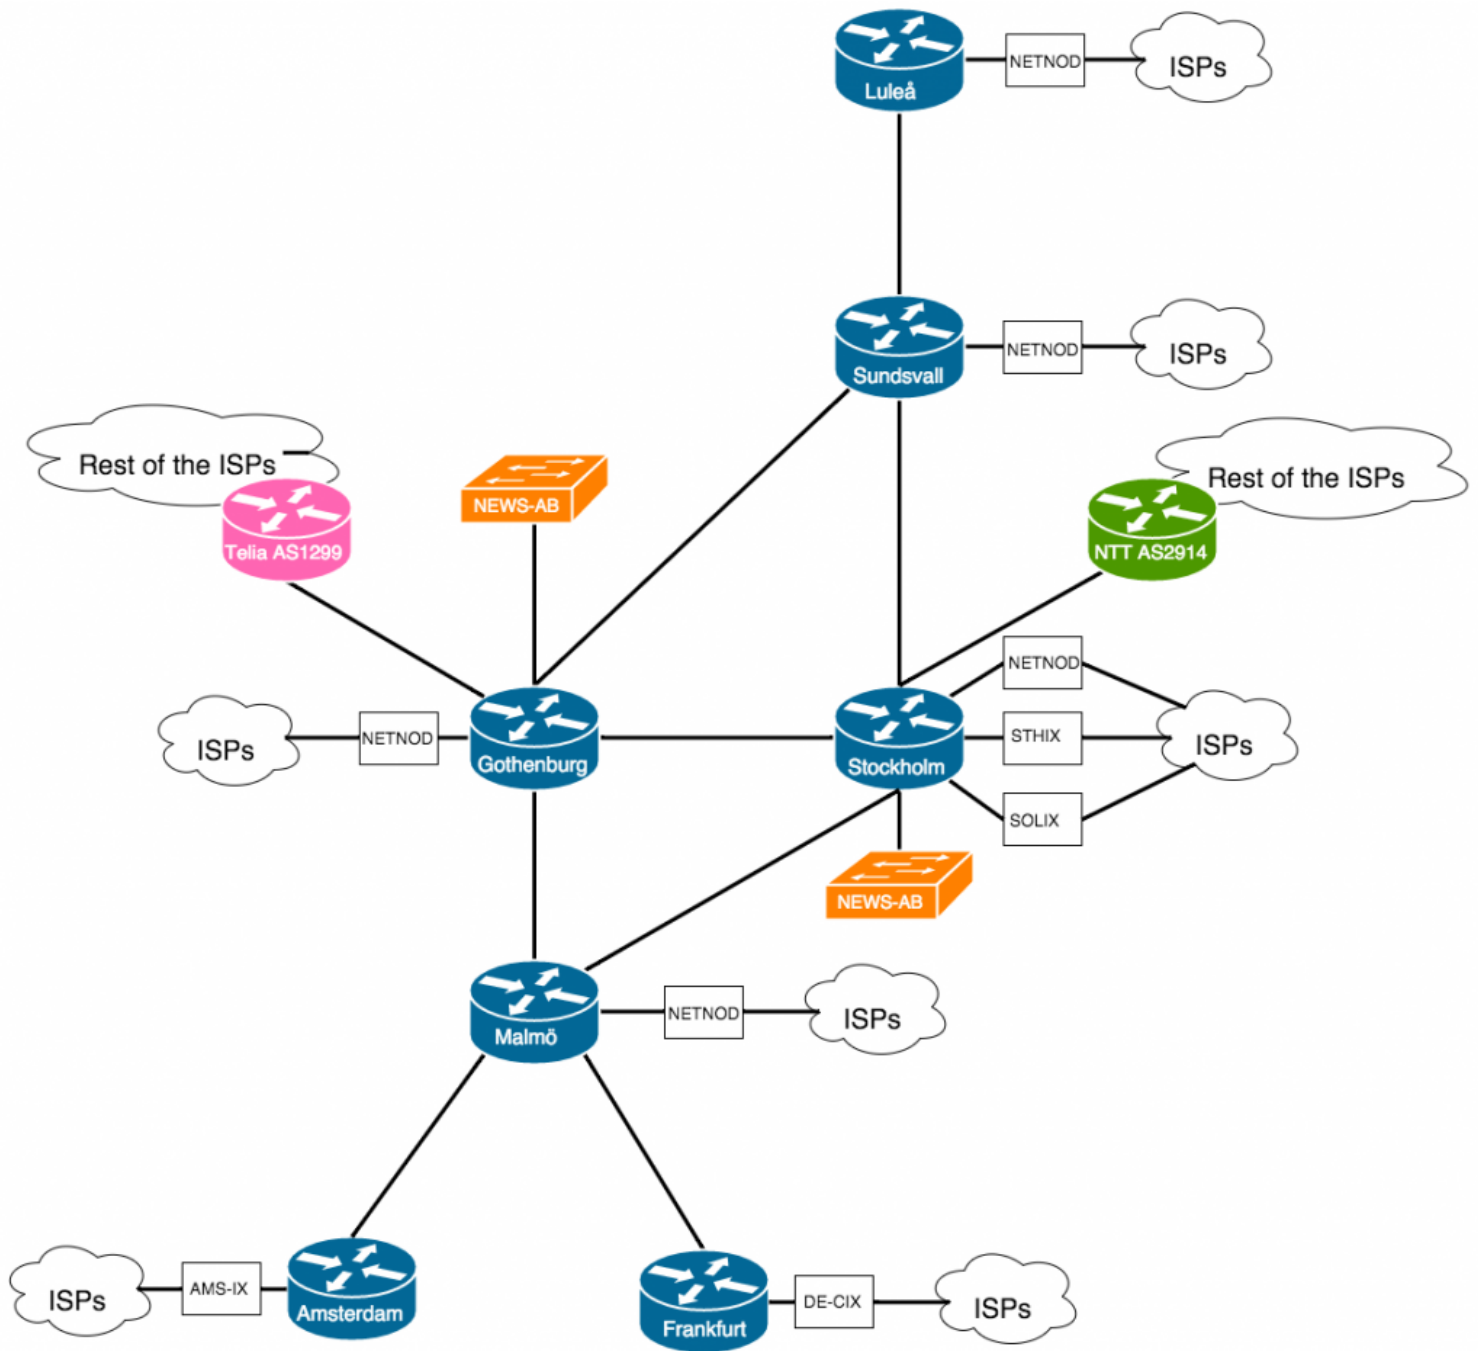 Luleå
NETNOD
ISPs
Sundsvall
NETNOD
ISPs
Rest of the ISPs
Telia AS1299
NEWS-AB
Rest of the ISPs
NTT AS2914
NETNOD
ISPs
NETNOD
Gothenburg
Stockholm
STHIX
ISPs
SOLIX
NEWS-AB
Malmö
NETNOD
ISPs
ISPs
AMS-IX
Amsterdam
Frankfurt
DE-CIX
ISPs